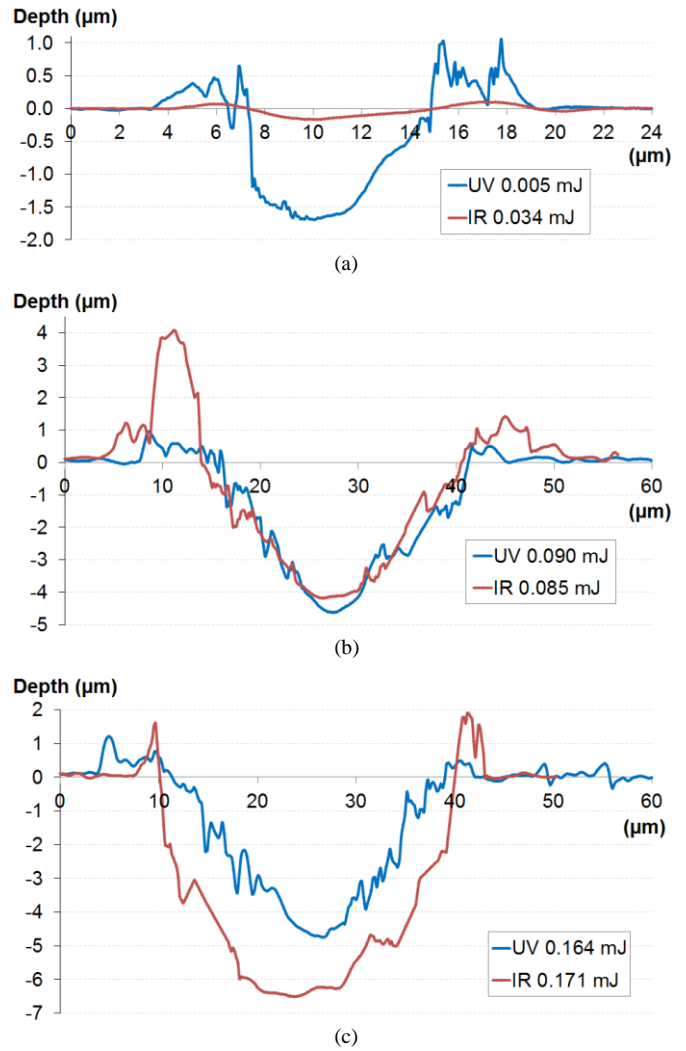 Depth (µm)
1.0
0.5
0.0
0 2 4 6 8 10 12 14 16 18 20 22 24
-0.5
(µm)
-1.0
UV 0.005 mJ
-1.5
IR 0.034 mJ
-2.0
(a)
Depth (µm)
4
3
2
1
0
0 10 20 30 40 50 60
-1
(µm)
-2
-3
UV 0.090 mJ
-4
IR 0.085 mJ
-5
(b)
Depth (µm)
2
1
0
0 10 20 30 40 50 60
-1
(µm)
-2
-3
-4
-5
UV 0.164 mJ
-6
IR 0.171 mJ
-7
(c)